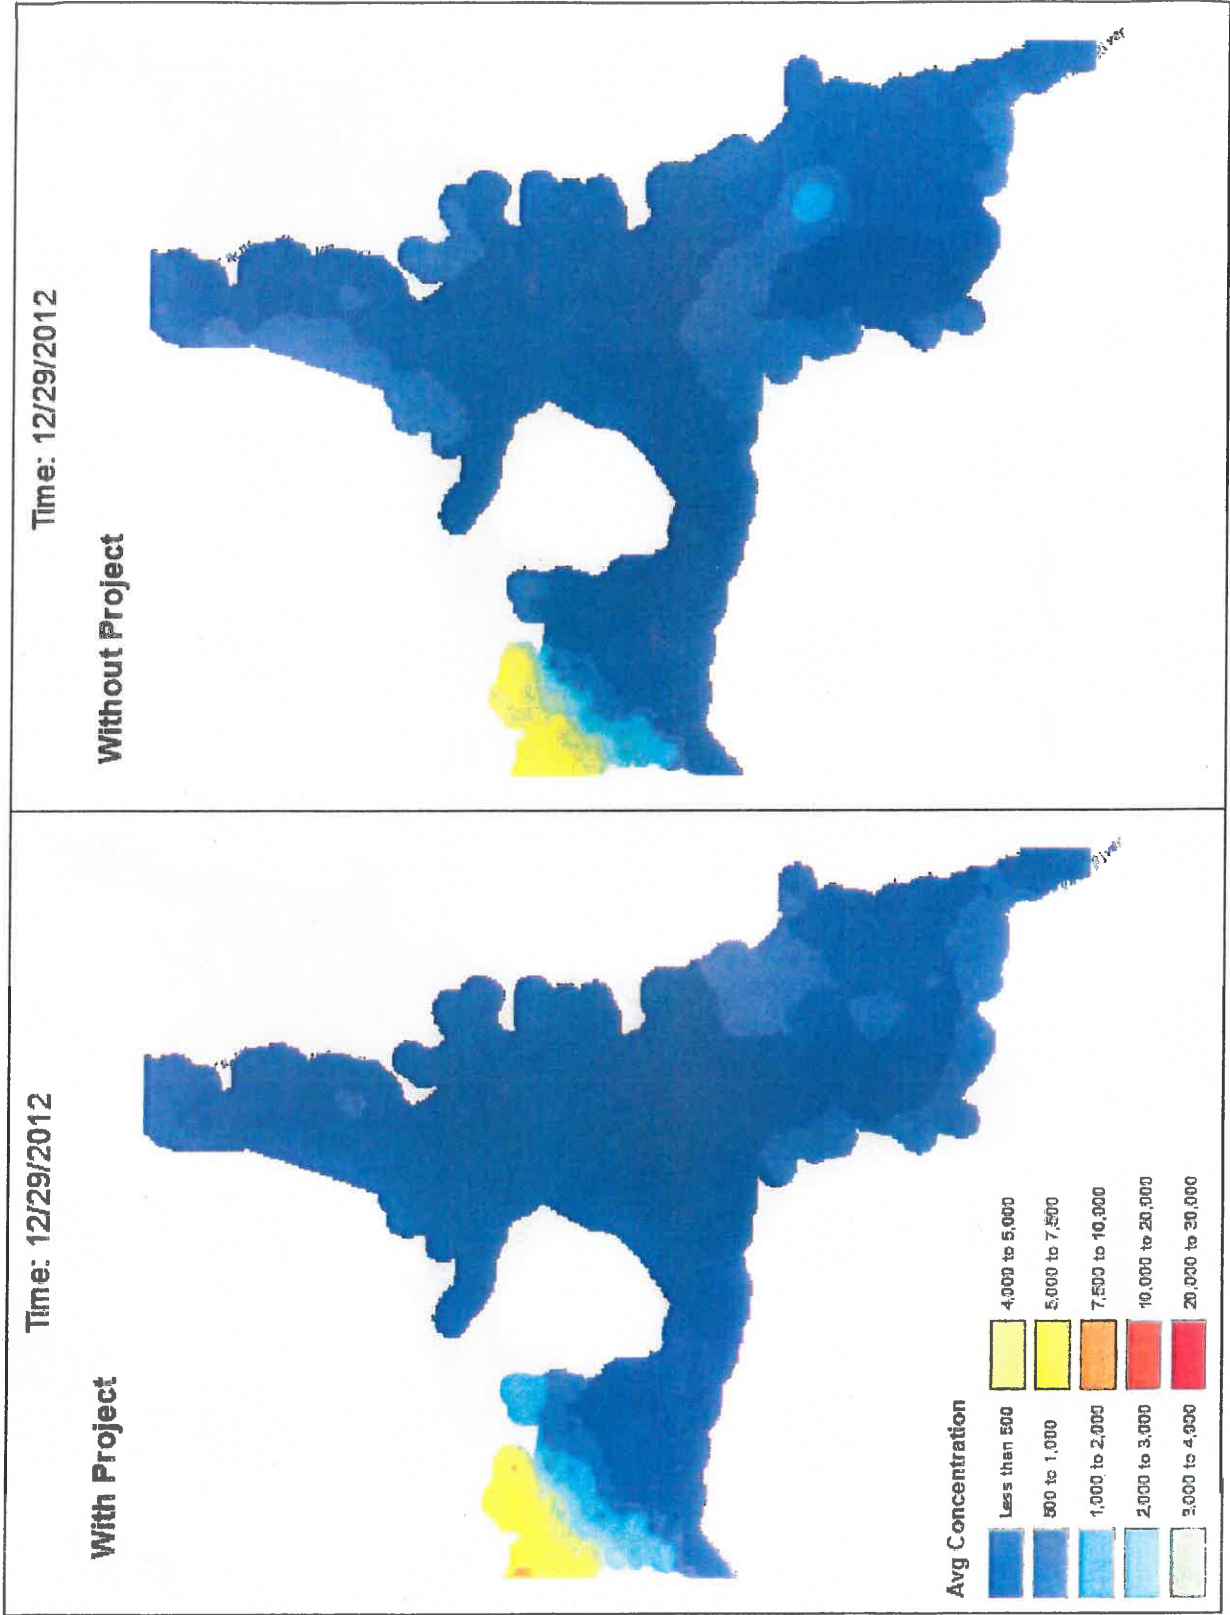 Time: 12/29/2012
With Project
Avg Concentration
Less than 500
500 to 1,000
1,000 to 2,000
2,000 to 3,000
3,000 to 4,000
4,000 to 5,000
5,000 to 7,500
7,500 to 10,000
10,000 to 20,000
20,000 to 30,000
River
Time: 12/29/2012
Without Project
River